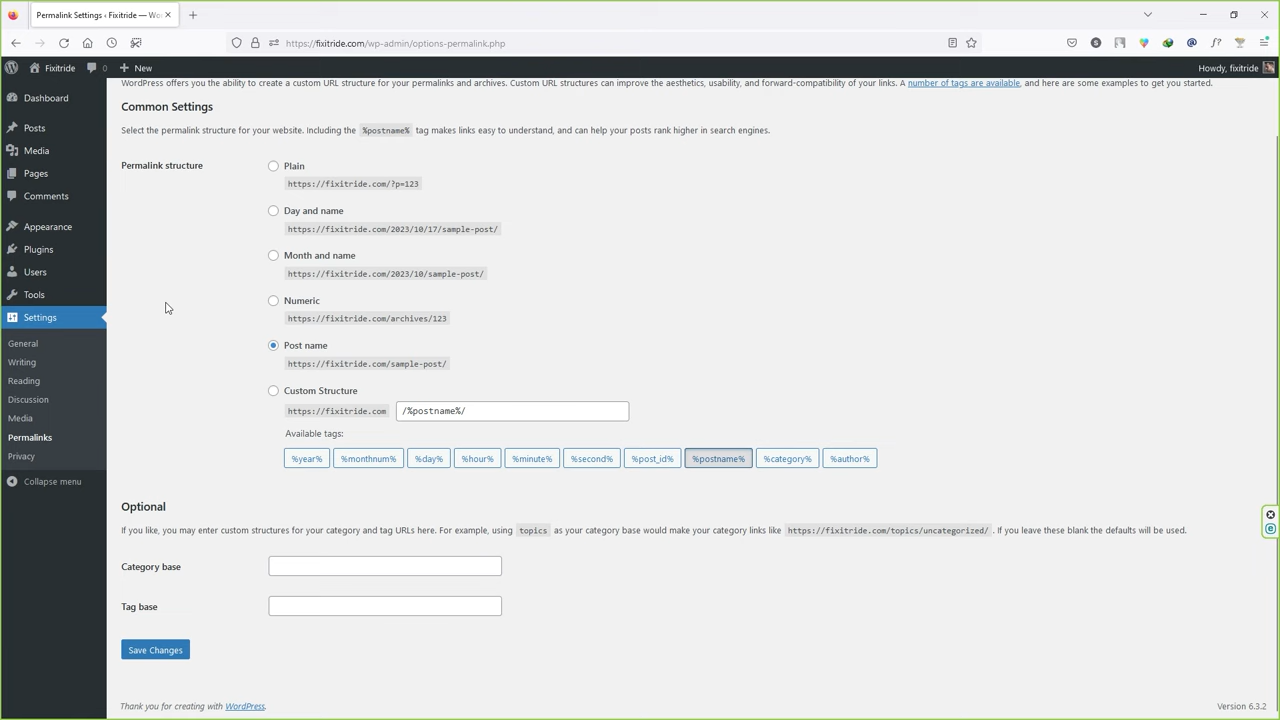 Permalink Settings ‹ Fixitride — Wo
https://fixitride.com/wp-admin/options-permalink.php
Fixitride 0 New Howdy, fixitride
Dashboard
Posts
Media
Pages
Comments
Appearance
Plugins
Users
Tools
Settings
General
Writing
Reading
Discussion
Media
Permalinks
Privacy
Collapse menu
WordPress offers you the ability to create a custom URL structure for your permalinks and archives. Custom URL structures can improve the aesthetics, usability, and forward-compatibility of your links. A number of tags are available, and here are some examples to get you started.
Common Settings
Select the permalink structure for your website. Including the %postname% tag makes links easy to understand, and can help your posts rank higher in search engines.
Permalink structure
Plain
https://fixitride.com/?p=123
Day and name
https://fixitride.com/2023/10/17/sample-post/
Month and name
https://fixitride.com/2023/10/sample-post/
Numeric
https://fixitride.com/archives/123
Post name
https://fixitride.com/sample-post/
Custom Structure
https://fixitride.com /%postname%/
Available tags:
%year% %monthnum% %day% %hour% %minute% %second% %post_id% %postname% %category% %author%
Optional
If you like, you may enter custom structures for your category and tag URLs here. For example, using topics as your category base would make your category links like https://fixitride.com/topics/uncategorized/ . If you leave these blank the defaults will be used.
Category base
Tag base
Save Changes
Thank you for creating with WordPress. Version 6.3.2